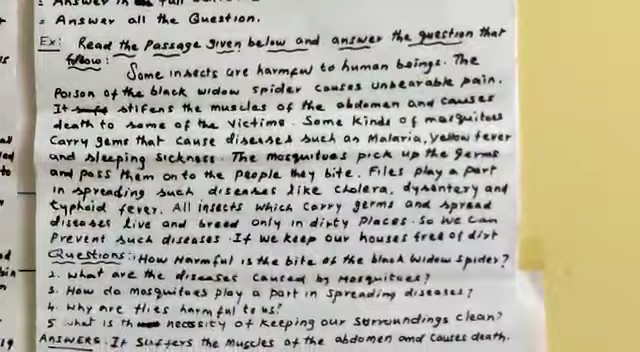 = Answer in full
= Answer all the Question.
Ex: Read the Passage given below and answer the question that
follow: Some insects are harmful to human beings. The
Poison of the black widow spider causes unbearable pain.
It stifens the muscles of the abdomen and causes
death to some of the victims. Some kinds of mosquitoes
Carry gems that cause diseases such as Malaria, yellow fever
and sleeping sickness. The mosquitoes pick up the germs
and pass them on to the people they bite. Files play a part
in spreading such diseases like cholera, dysentery and
typhoid fever. All insects which carry germs and spread
diseases live and breed only in dirty places. So we can
Prevent such diseases. If we keep our houses free of dirt
Questions: 1. How Harmful is the bite of the black widow spider?
2. What are the diseases caused by Mosquitoes?
3. How do mosquitoes play a part in spreading diseases?
4. Why are flies harmful to us?
5 what is the necssity of keeping our surroundings clean?
ANSWERS. It Suffers the Muscles of the abdomen and Causes death.